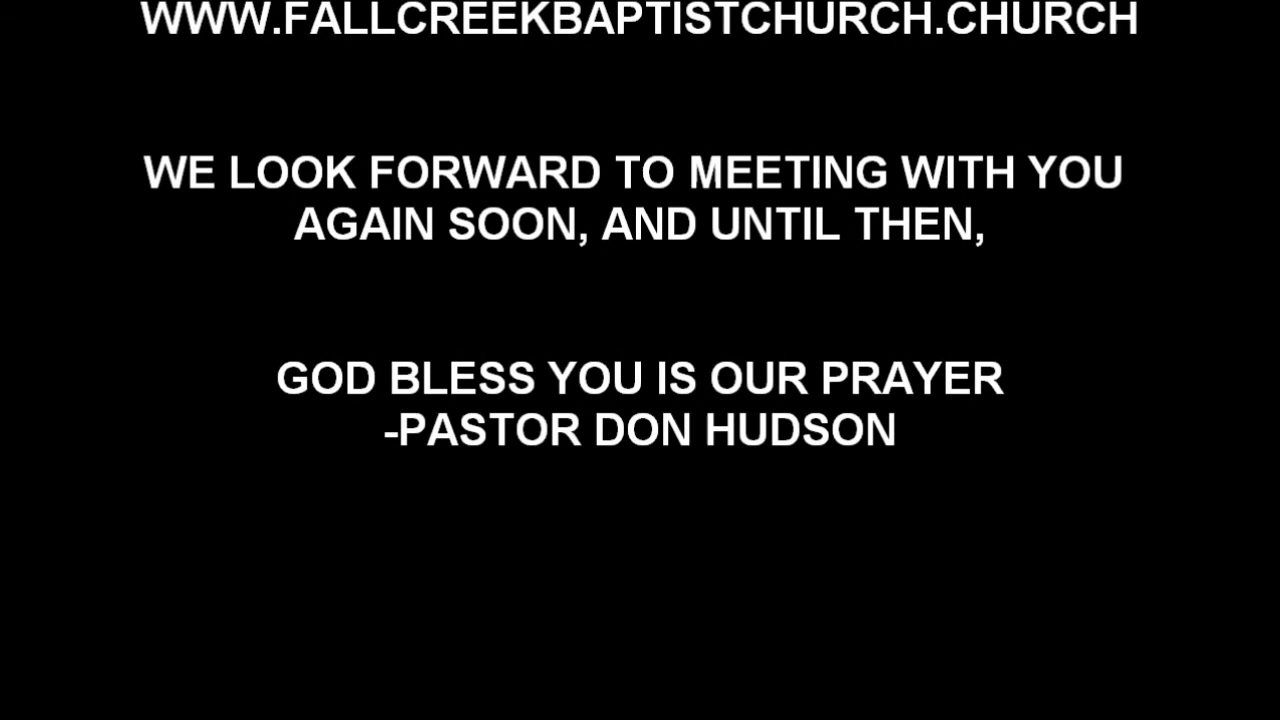 WWW.FALLCREEKBAPTISTCHURCH.CHURCH
WE LOOK FORWARD TO MEETING WITH YOU
AGAIN SOON, AND UNTIL THEN,
GOD BLESS YOU IS OUR PRAYER
-PASTOR DON HUDSON